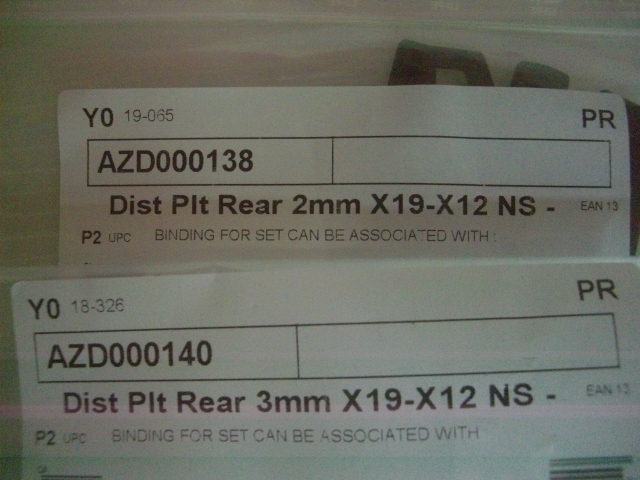 Y0 19-065 PR
AZD000138
Dist Plt Rear 2mm X19-X12 NS -
EAN 13
P2 UPC BINDING FOR SET CAN BE ASSOCIATED WITH :
Y0 18-326 PR
AZD000140
Dist Plt Rear 3mm X19-X12 NS -
EAN 13
P2 UPC BINDING FOR SET CAN BE ASSOCIATED WITH